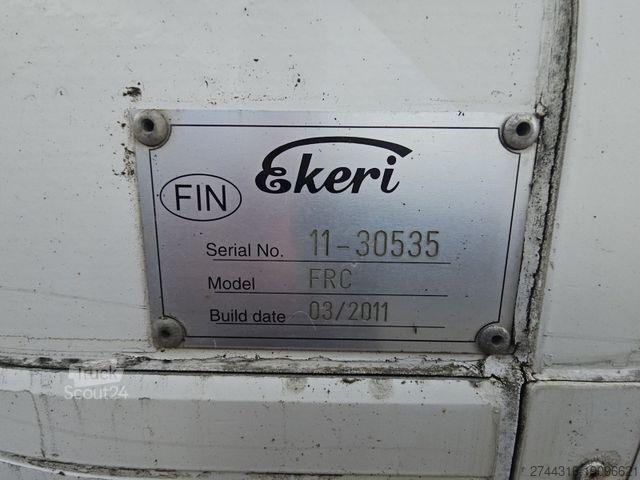 Ekeri
FIN
Serial No. 11-30535
Model FRC
Build date 03/2011
Truck
Scout24